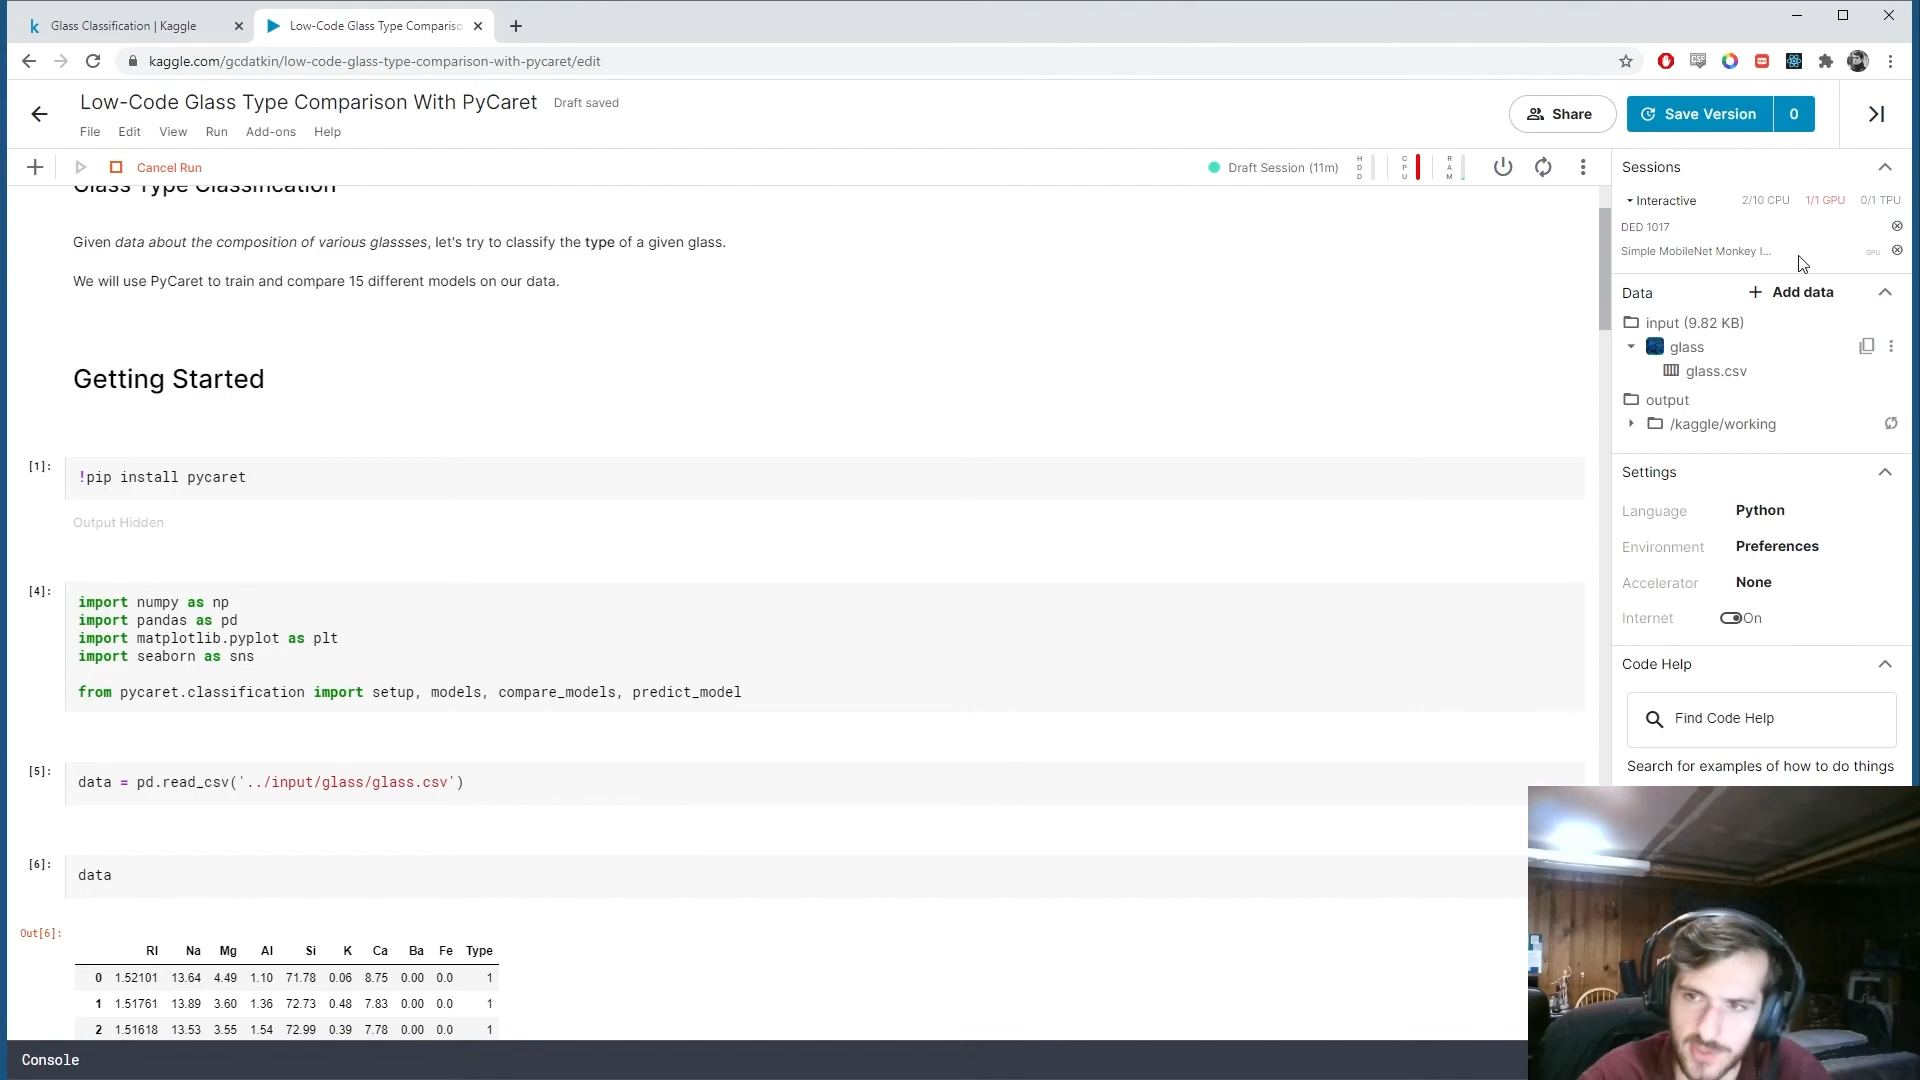 Glass Classification | Kaggle
Low-Code Glass Type Compariso
kaggle.com/gcdatkin/low-code-glass-type-comparison-with-pycaret/edit
Low-Code Glass Type Comparison With PyCaret
Draft saved
File Edit View Run Add-ons Help
Share
Save Version 0
Cancel Run
Draft Session (11m)
HDD
CPU
RAM
Glass Type Classification
Given data about the composition of various glassses, let's try to classify the type of a given glass.
We will use PyCaret to train and compare 15 different models on our data.
Getting Started
[1]:
!pip install pycaret
Output Hidden
[4]:
import numpy as np
import pandas as pd
import matplotlib.pyplot as plt
import seaborn as sns
from pycaret.classification import setup, models, compare_models, predict_model
[5]:
data = pd.read_csv('../input/glass/glass.csv')
[6]:
data
Out[6]:
RI Na Mg Al Si K Ca Ba Fe Type
0 1.52101 13.64 4.49 1.10 71.78 0.06 8.75 0.00 0.0 1
1 1.51761 13.89 3.60 1.36 72.73 0.48 7.83 0.00 0.0 1
2 1.51618 13.53 3.55 1.54 72.99 0.39 7.78 0.00 0.0 1
Console
Sessions
Interactive 2/10 CPU 1/1 GPU 0/1 TPU
DED 1017
Simple MobileNet Monkey I... GPU
Data + Add data
input (9.82 KB)
glass
glass.csv
output
/kaggle/working
Settings
Language Python
Environment Preferences
Accelerator None
Internet On
Code Help
Find Code Help
Search for examples of how to do things